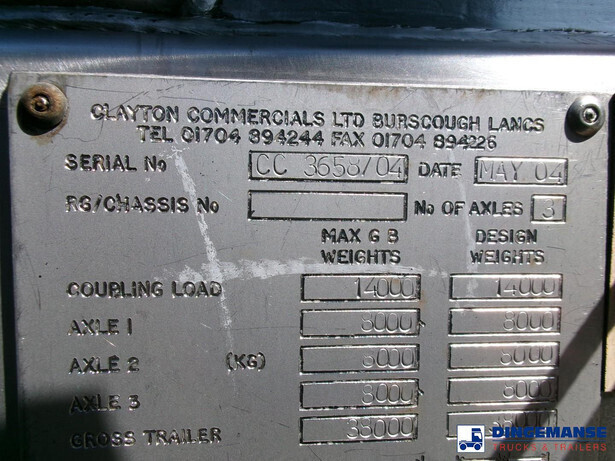 CLAYTON COMMERCIALS LTD BURSCOUGH LANCS
TEL 01704 894244 FAX 01704 894226
SERIAL No CC 3658/04 DATE MAY 04
RG/CHASSIS No No OF AXLES 3
MAX G B DESIGN
WEIGHTS WEIGHTS
COUPLING LOAD 14000 14000
AXLE 1 8000 8000
AXLE 2 (KG) 8000 8000
AXLE 3 8000 8000
GROSS TRAILER 38000
DINGEMANSE
TRUCKS & TRAILERS